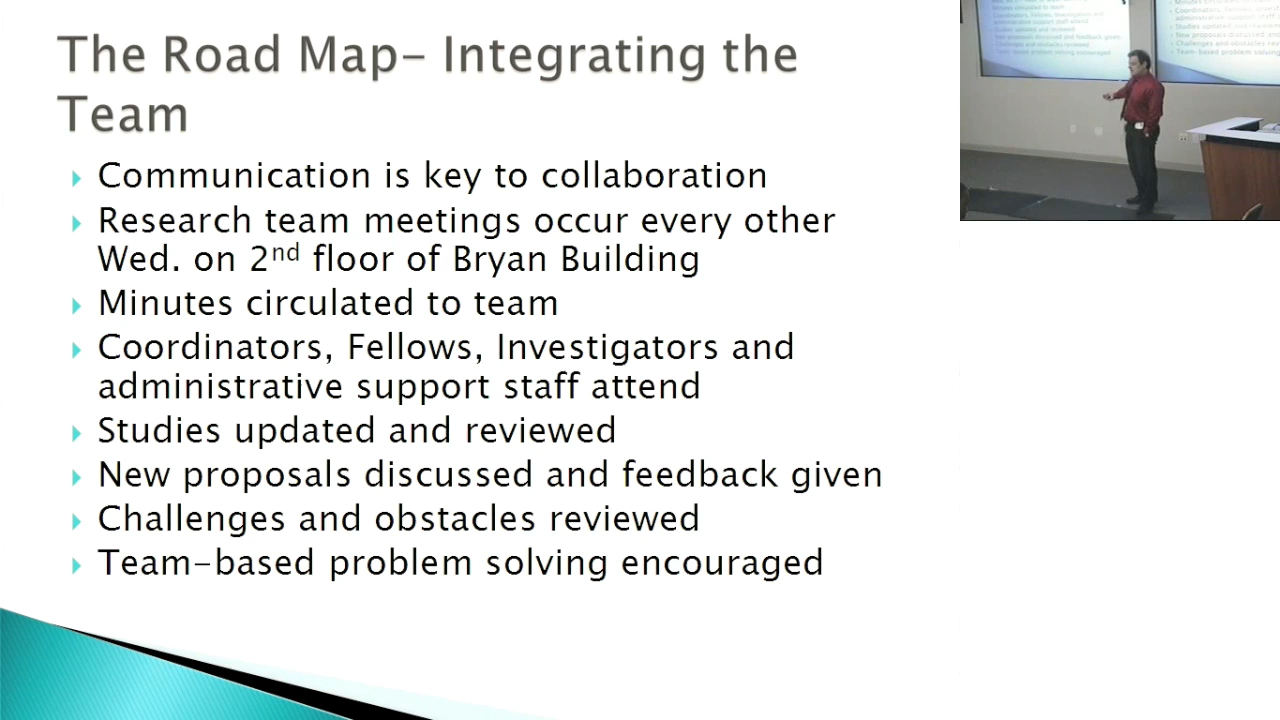 The Road Map– Integrating the
Team
Communication is key to collaboration
Research team meetings occur every other
Wed. on 2nd floor of Bryan Building
Minutes circulated to team
Coordinators, Fellows, Investigators and
administrative support staff attend
Studies updated and reviewed
New proposals discussed and feedback given
Challenges and obstacles reviewed
Team–based problem solving encouraged